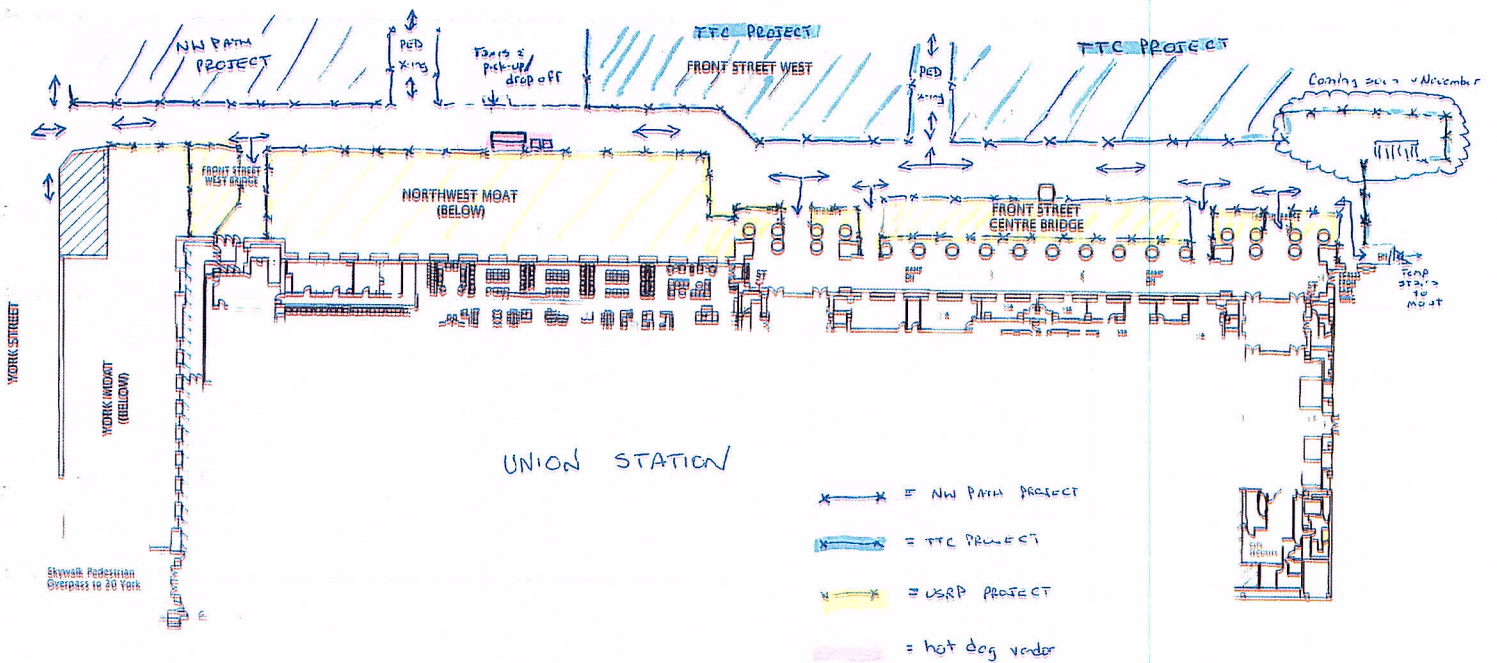 NW PATH
PROJECT
PED
X-ing
Taxis &
pick-up/
drop off
TTC PROJECT
FRONT STREET WEST
PED
X-ing
TTC PROJECT
Coming soon
November
FRONT STREET
WEST BRIDGE
NORTHWEST MOAT
(BELOW)
FRONT STREET
CENTRE BRIDGE
Temp
stairs
to
moat
YORK STREET
YORK MOAT
(BELOW)
UNION STATION
= NW PATH PROJECT
= TTC PROJECT
= USRP PROJECT
= hot dog vendor
Skywalk Pedestrian
Overpass to 20 York